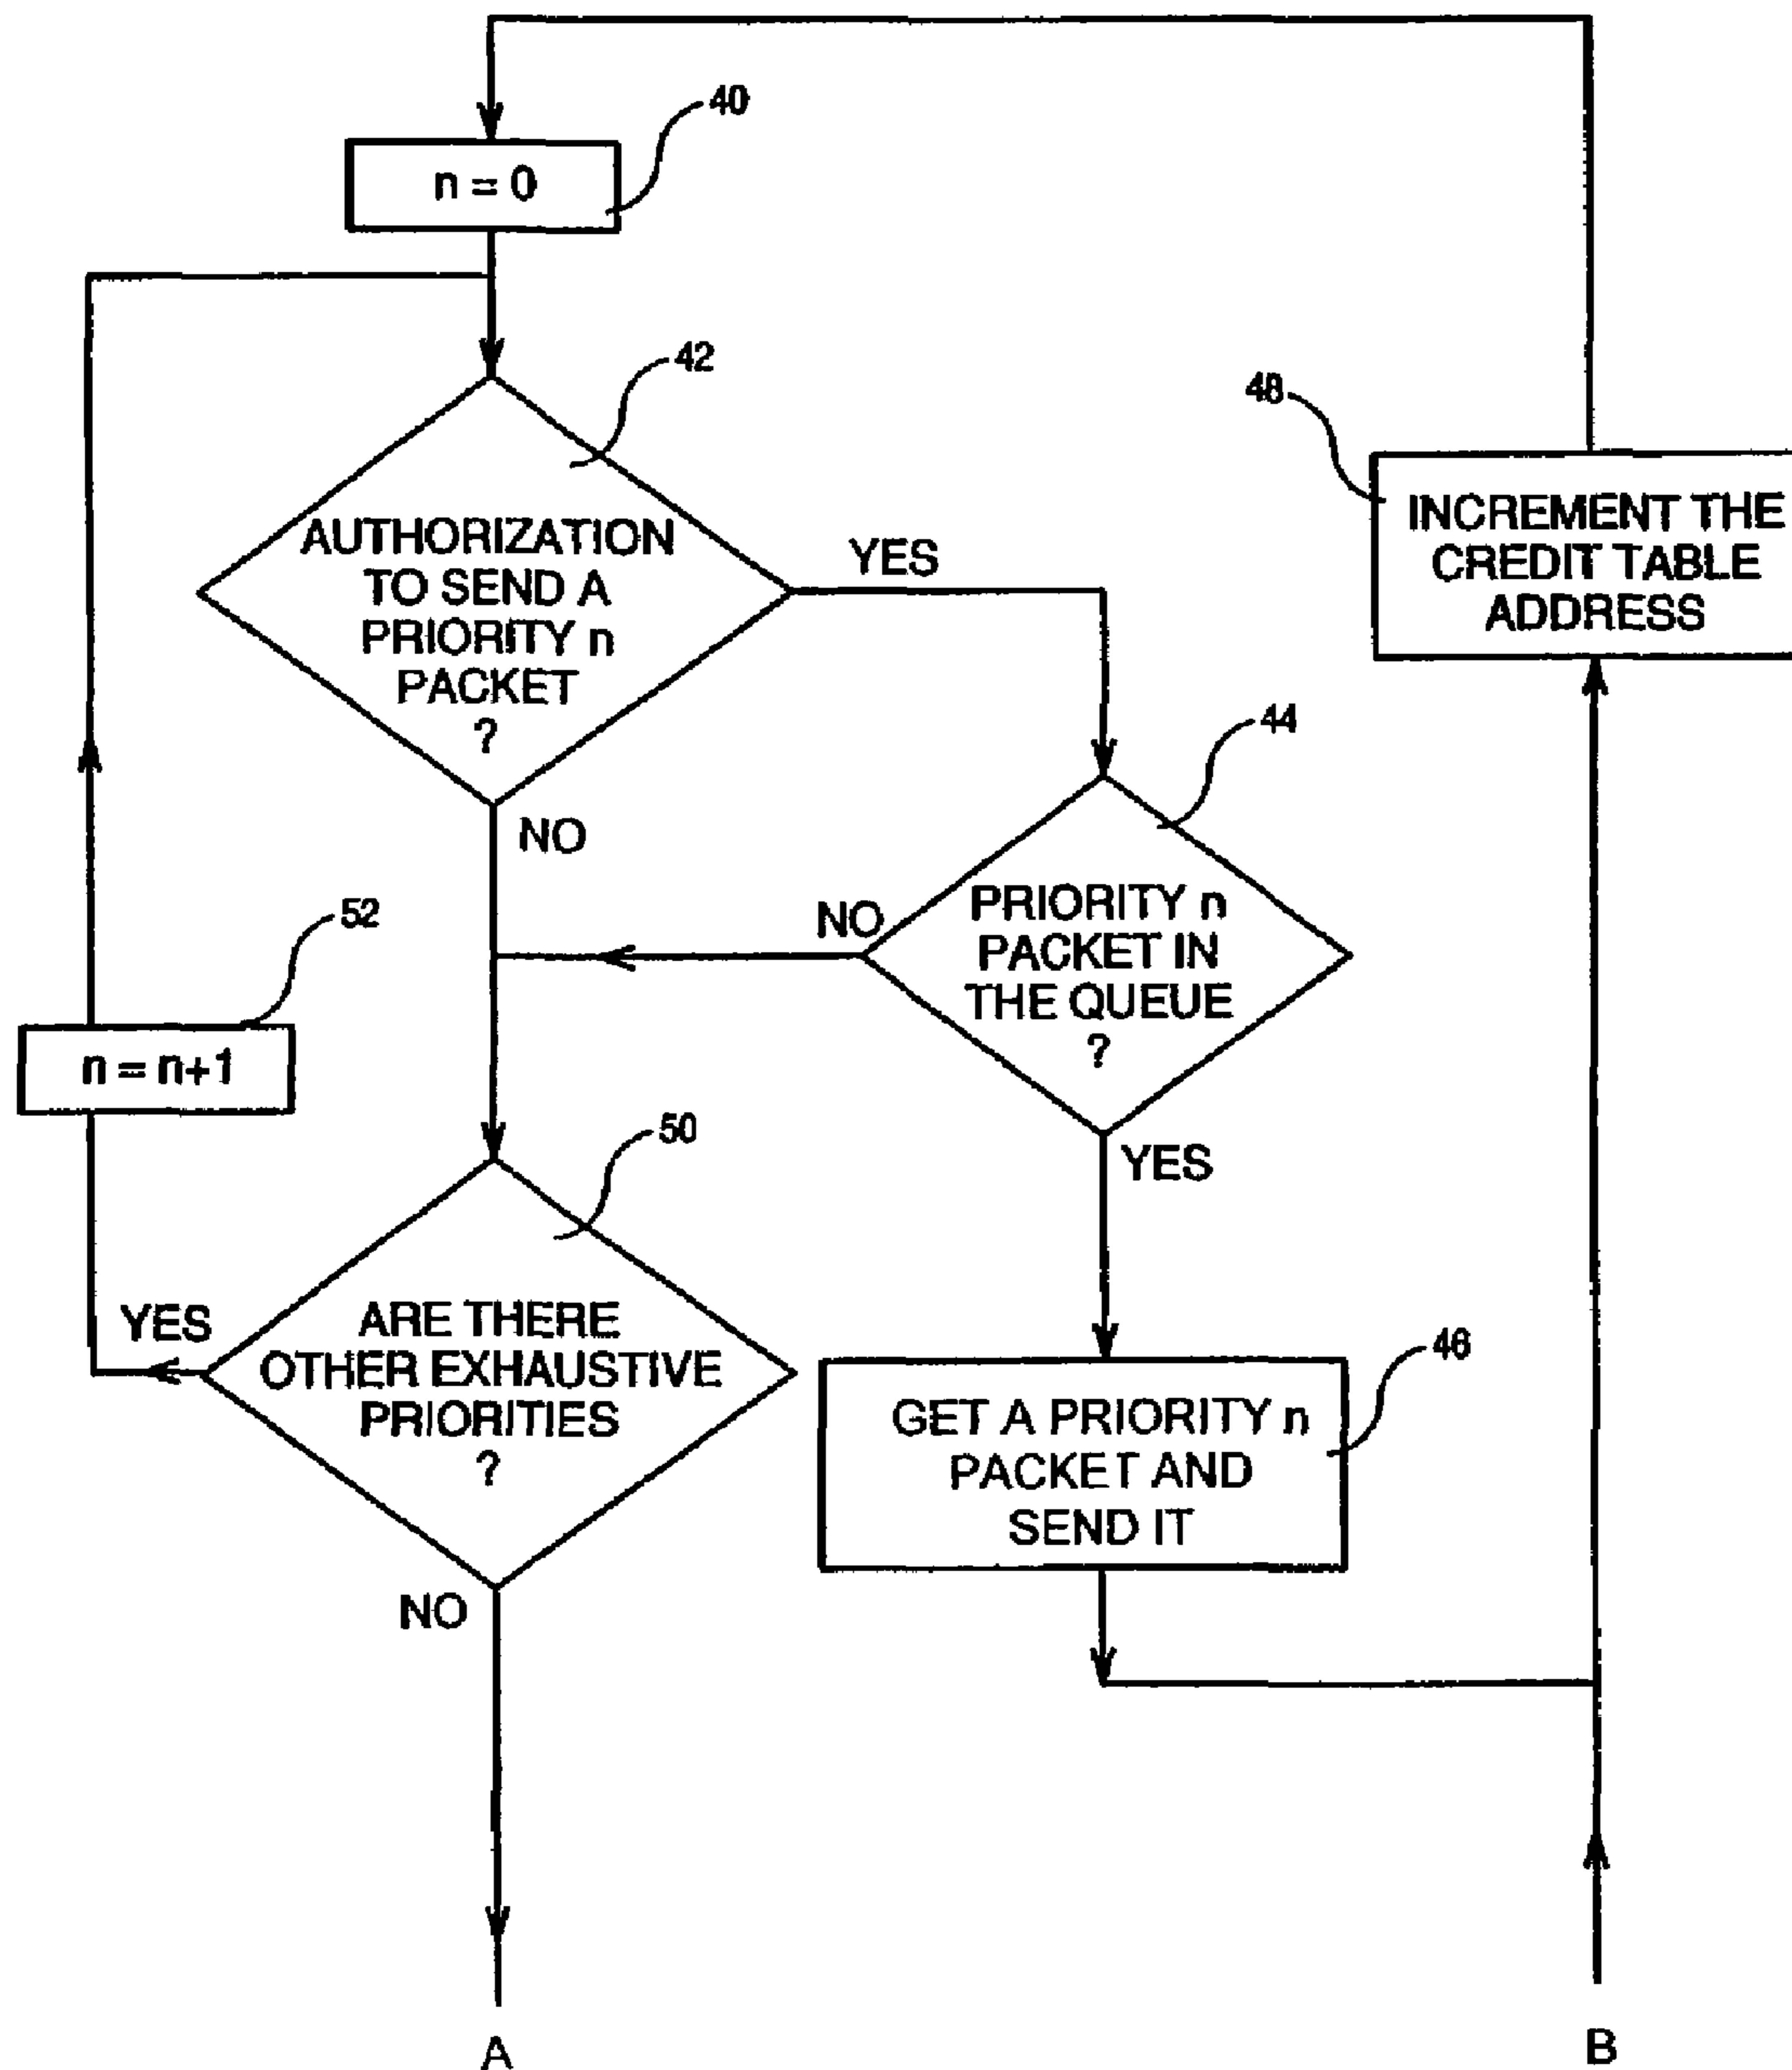 40
n = 0
42
AUTHORIZATION
TO SEND A
PRIORITY n
PACKET
?
YES
NO
48
INCREMENT THE
CREDIT TABLE
ADDRESS
44
PRIORITY n
PACKET IN
THE QUEUE
?
NO
YES
52
n = n+1
50
ARE THERE
OTHER EXHAUSTIVE
PRIORITIES
?
YES
NO
46
GET A PRIORITY n
PACKET AND
SEND IT
A
B